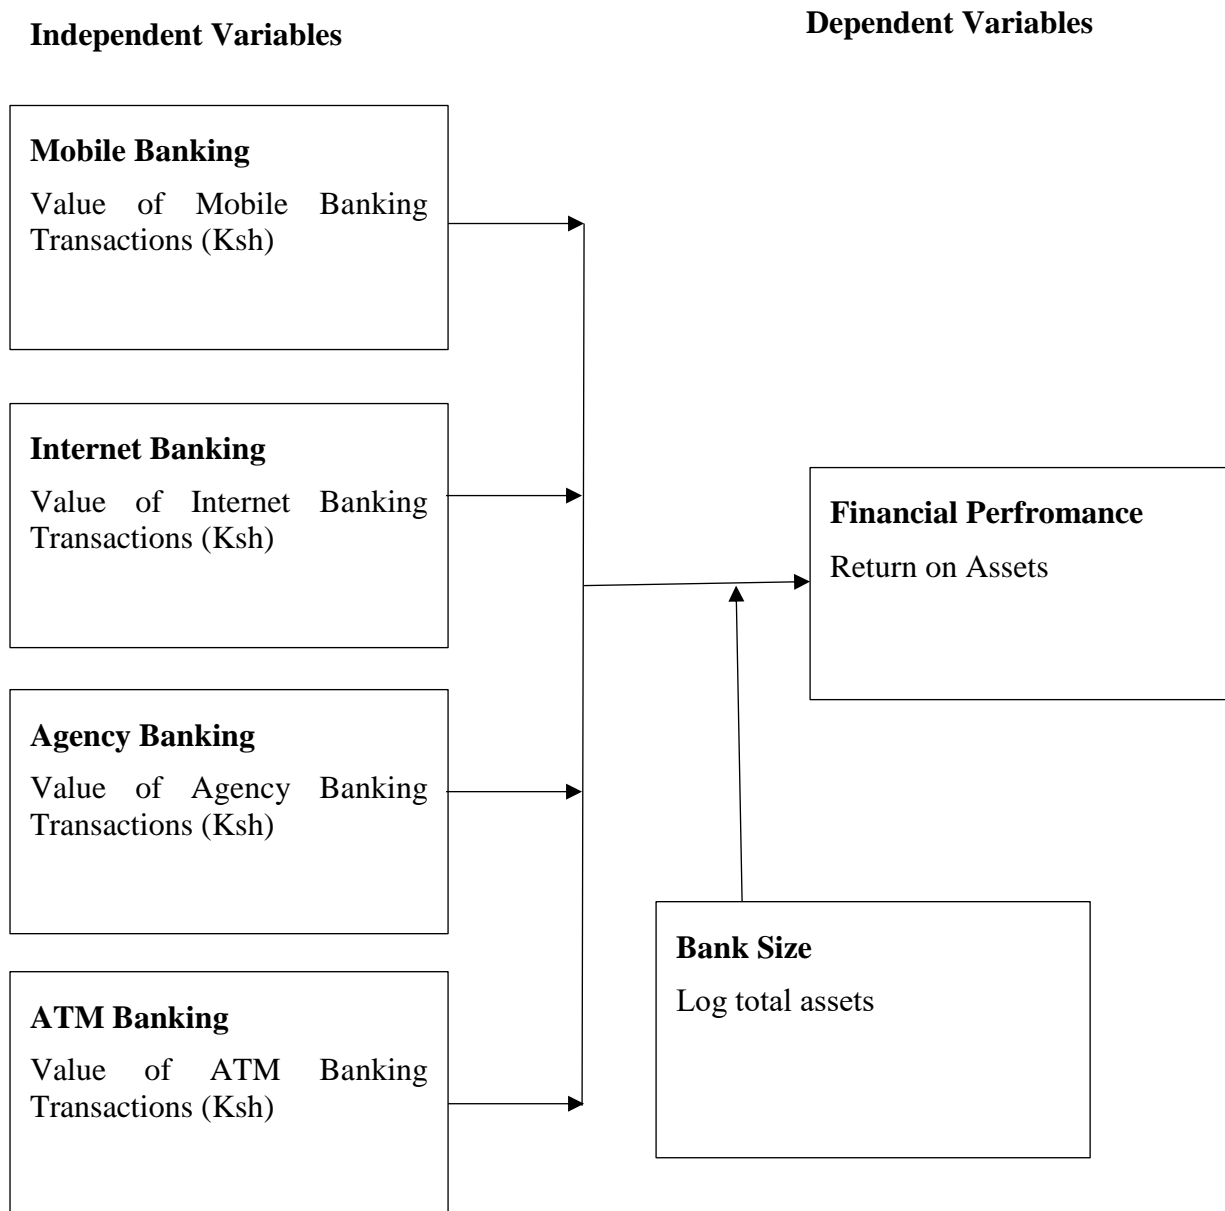 Independent Variables
Dependent Variables
Mobile Banking
Value of Mobile Banking
Transactions (Ksh)
Internet Banking
Value of Internet Banking
Transactions (Ksh)
Financial Perfromance
Return on Assets
Agency Banking
Value of Agency Banking
Transactions (Ksh)
Bank Size
Log total assets
ATM Banking
Value of ATM Banking
Transactions (Ksh)